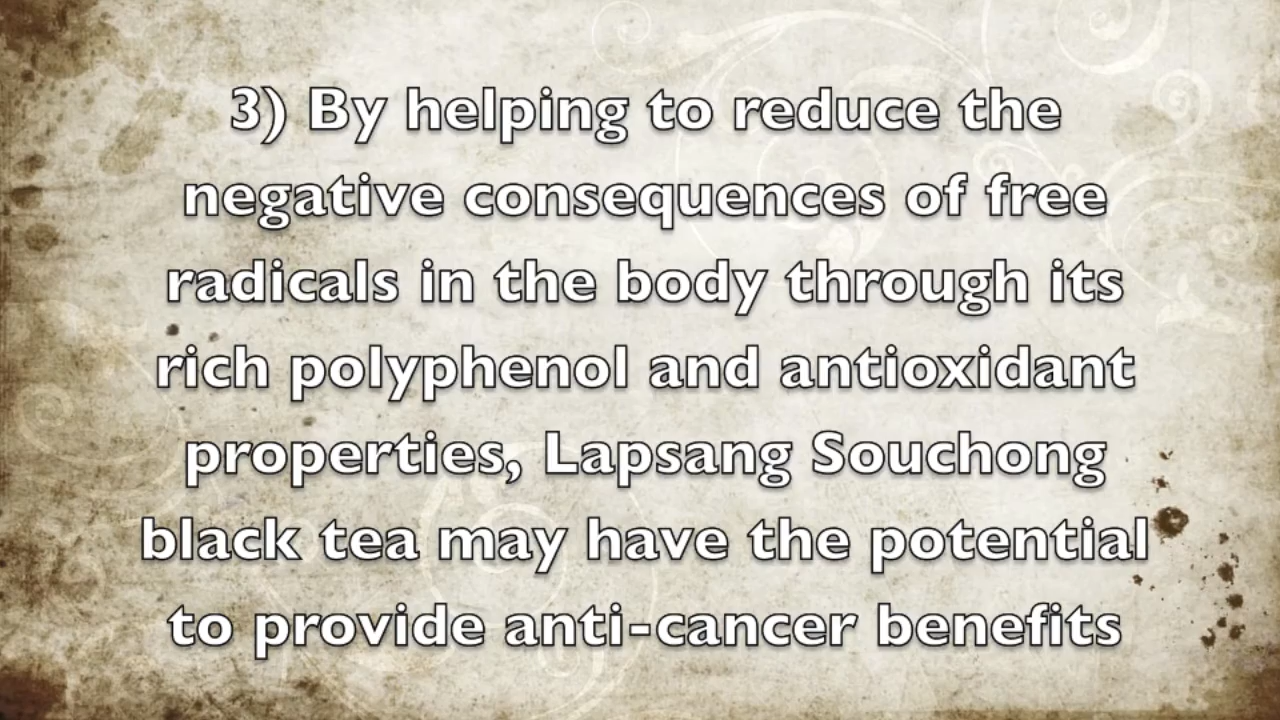 3) By helping to reduce the
negative consequences of free
radicals in the body through its
rich polyphenol and antioxidant
properties, Lapsang Souchong
black tea may have the potential
to provide anti-cancer benefits